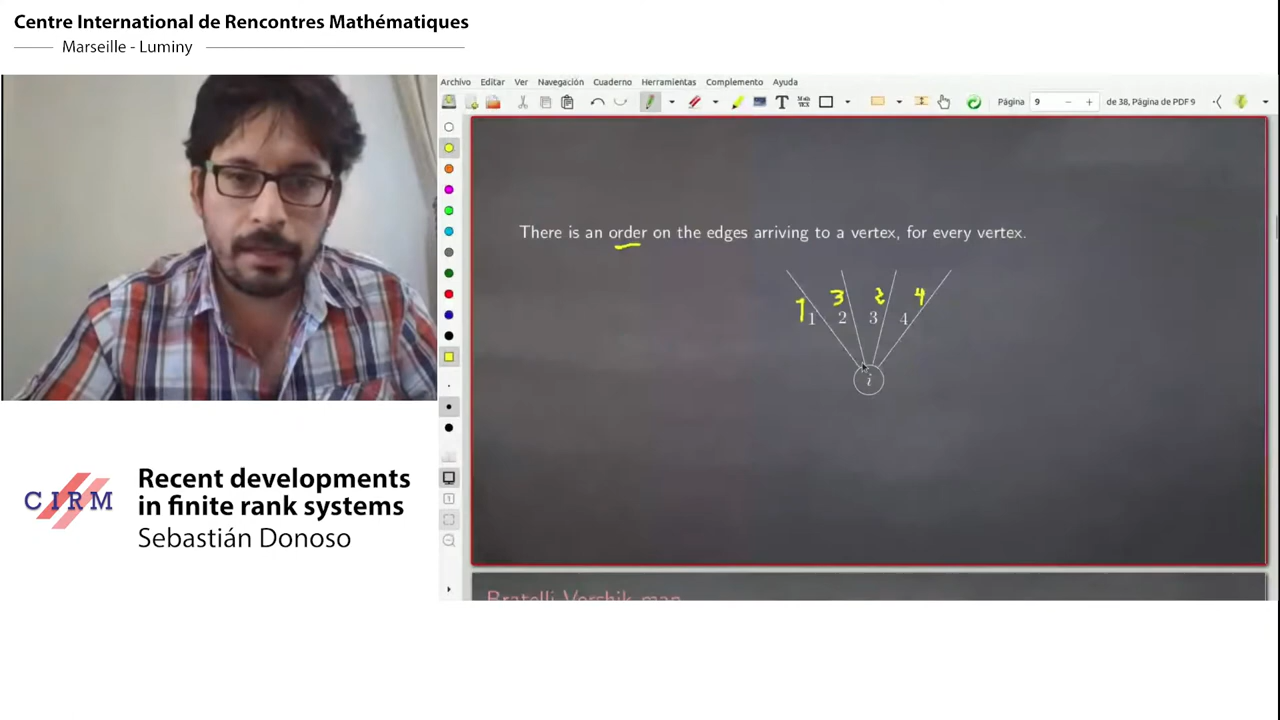 Centre International de Rencontres Mathématiques
Marseille - Luminy
Archivo Editar Ver Navegación Cuaderno Herramientas Complemento Ayuda
Página 9 de 38, Página de PDF 9
There is an order on the edges arriving to a vertex, for every vertex.
1 3 2 4
1 2 3 4
i
CIRM
Recent developments
in finite rank systems
Sebastián Donoso